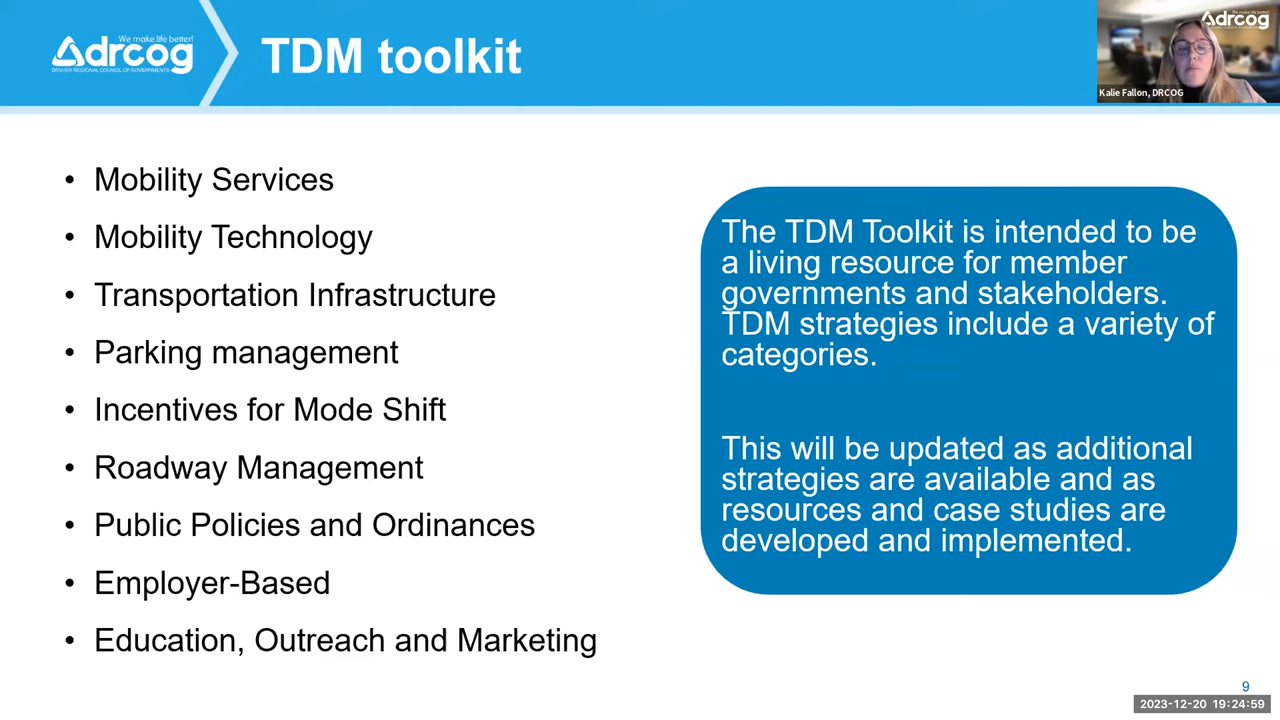 We make life better!
drcog
DENVER REGIONAL COUNCIL OF GOVERNMENTS
TDM toolkit
drcog
Kalie Fallon, DRCOG
• Mobility Services
• Mobility Technology
• Transportation Infrastructure
• Parking management
• Incentives for Mode Shift
• Roadway Management
• Public Policies and Ordinances
• Employer-Based
• Education, Outreach and Marketing
The TDM Toolkit is intended to be
a living resource for member
governments and stakeholders.
TDM strategies include a variety of
categories.
This will be updated as additional
strategies are available and as
resources and case studies are
developed and implemented.
9
2023-12-20 19:24:59